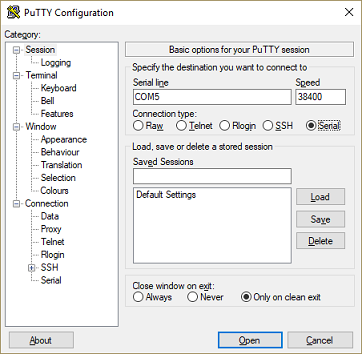 PuTTY Configuration
Category:
Session
Logging
Terminal
Keyboard
Bell
Features
Window
Appearance
Behaviour
Translation
Selection
Colours
Connection
Data
Proxy
Telnet
Rlogin
SSH
Serial
Basic options for your PuTTY session
Specify the destination you want to connect to
Serial line Speed
COM5 38400
Connection type:
Raw Telnet Rlogin SSH Serial
Load, save or delete a stored session
Saved Sessions
Default Settings
Load
Save
Delete
Close window on exit:
Always Never Only on clean exit
About Open Cancel